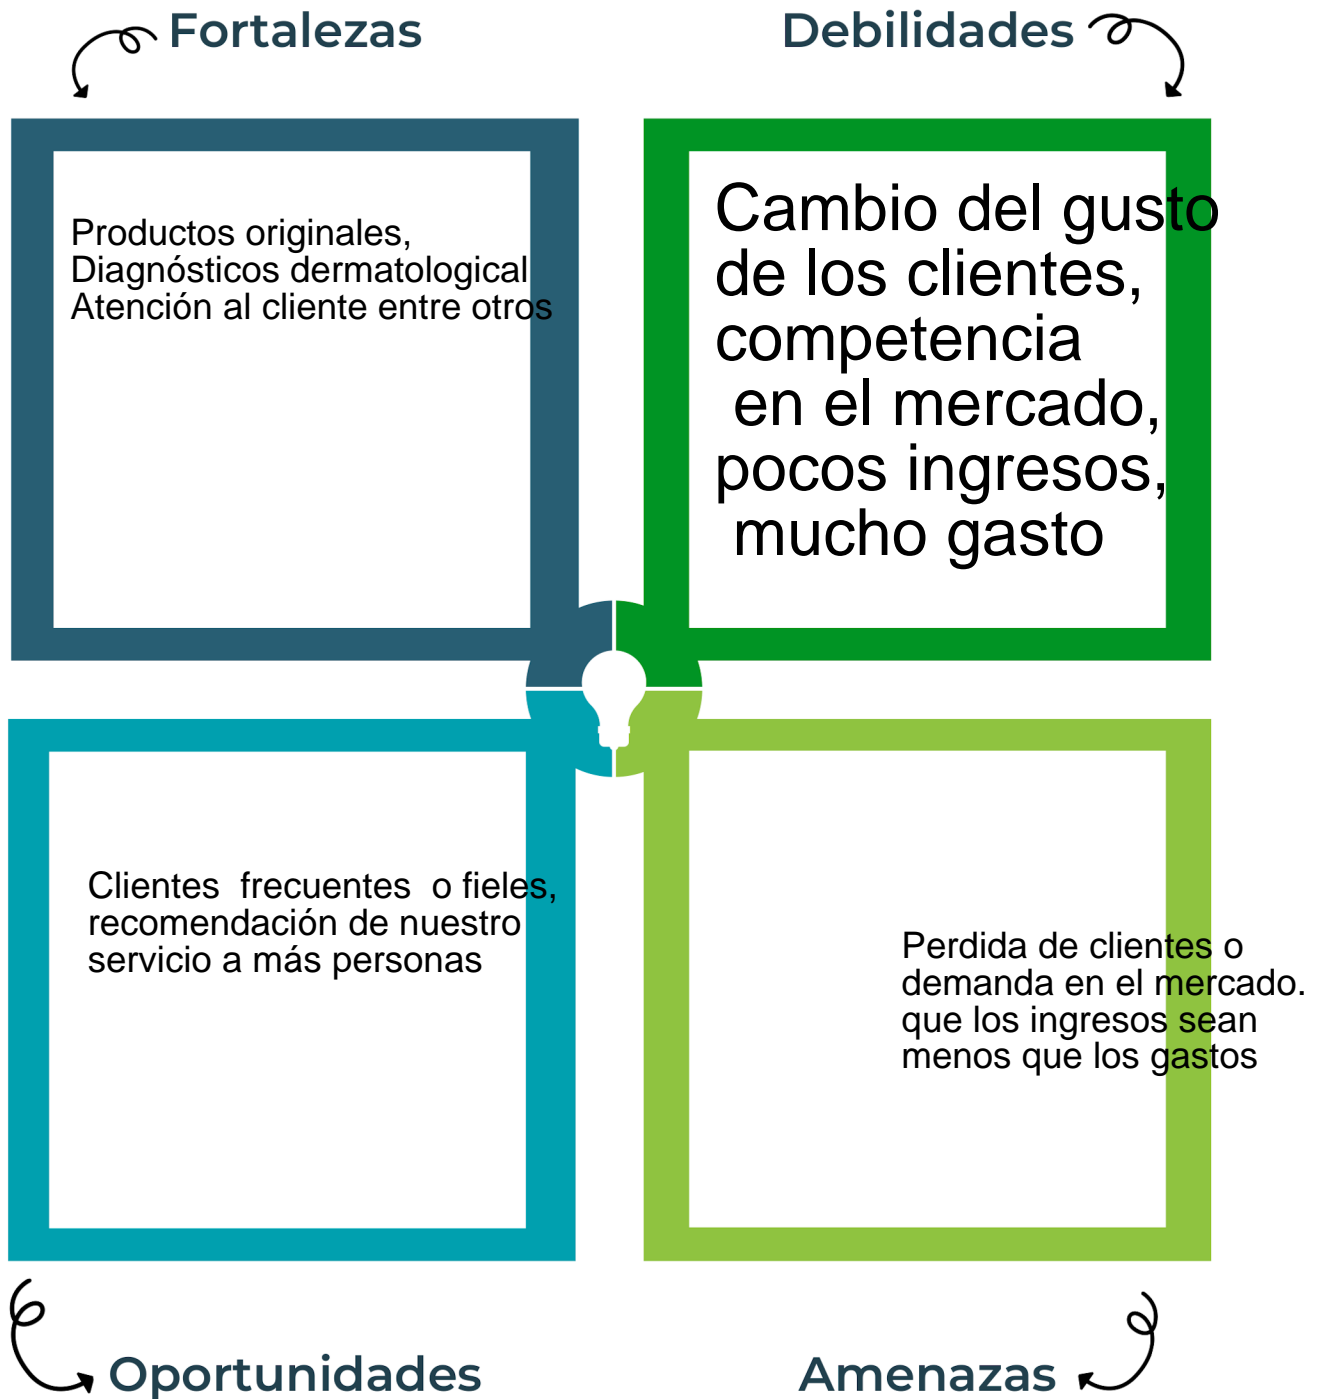 Fortalezas
Debilidades
Productos originales,
Diagnósticos dermatological
Atención al cliente entre otros
Cambio del gusto
de los clientes,
competencia
en el mercado,
pocos ingresos,
mucho gasto
Clientes frecuentes o fieles,
recomendación de nuestro
servicio a más personas
Perdida de clientes o
demanda en el mercado.
que los ingresos sean
menos que los gastos
Oportunidades
Amenazas